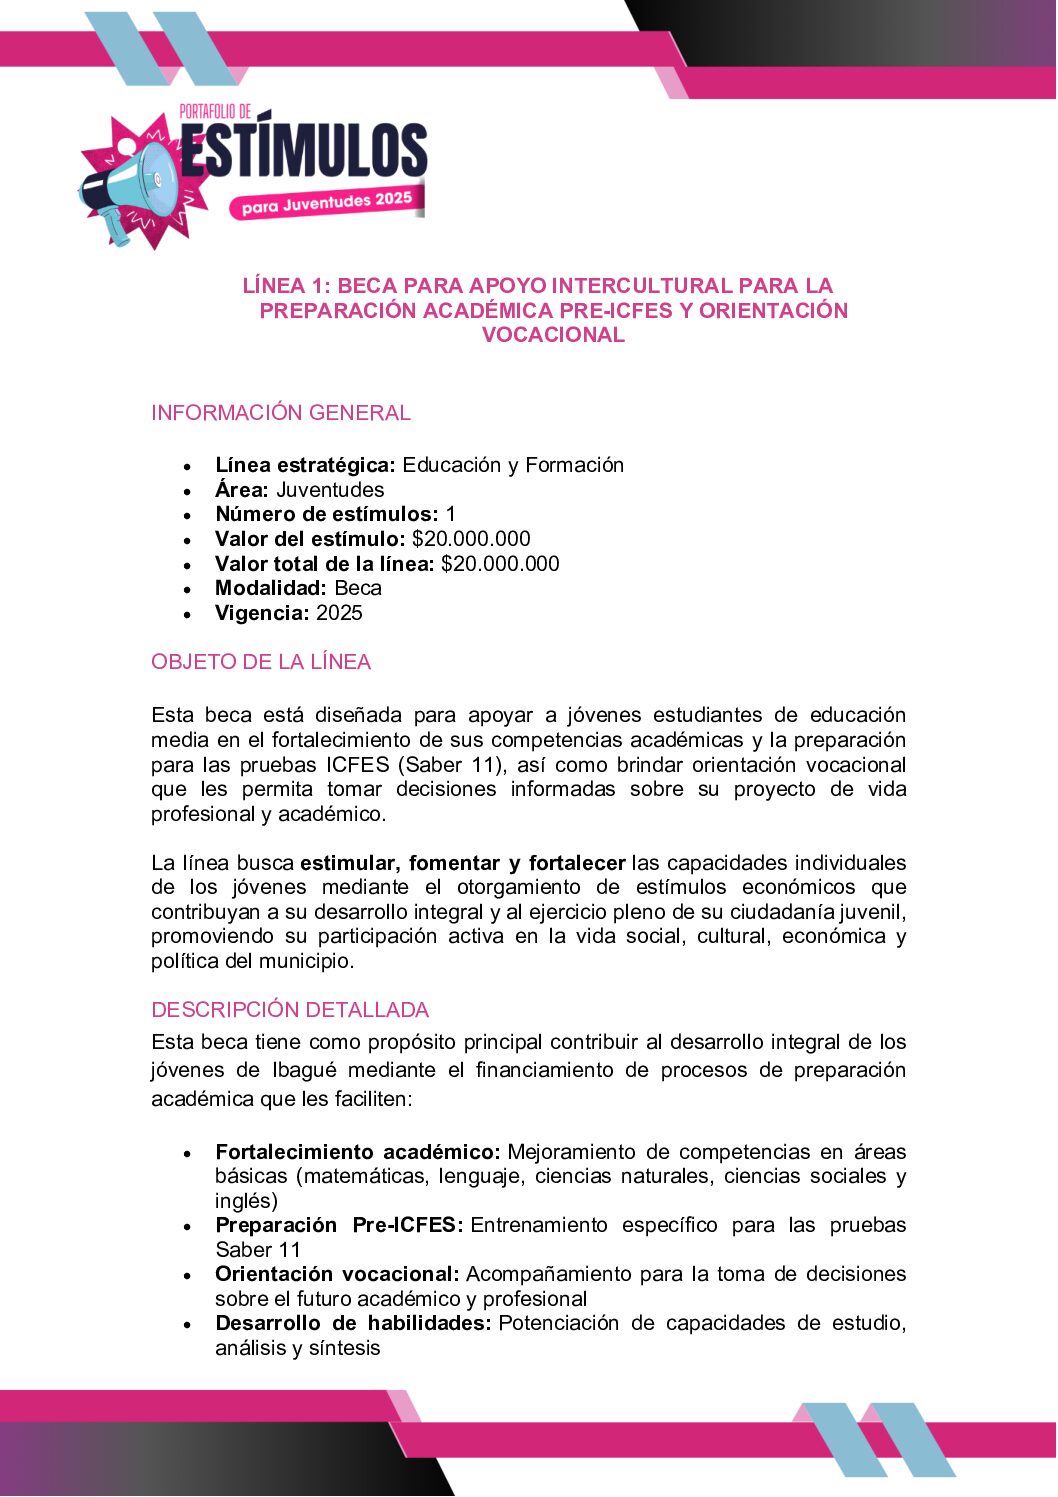 PORTAFOLIO DE
ESTÍMULOS
para Juventudes 2025
LÍNEA 1: BECA PARA APOYO INTERCULTURAL PARA LA
PREPARACIÓN ACADÉMICA PRE-ICFES Y ORIENTACIÓN
VOCACIONAL
INFORMACIÓN GENERAL
• Línea estratégica: Educación y Formación
• Área: Juventudes
• Número de estímulos: 1
• Valor del estímulo: $20.000.000
• Valor total de la línea: $20.000.000
• Modalidad: Beca
• Vigencia: 2025
OBJETO DE LA LÍNEA
Esta beca está diseñada para apoyar a jóvenes estudiantes de educación
media en el fortalecimiento de sus competencias académicas y la preparación
para las pruebas ICFES (Saber 11), así como brindar orientación vocacional
que les permita tomar decisiones informadas sobre su proyecto de vida
profesional y académico.
La línea busca estimular, fomentar y fortalecer las capacidades individuales
de los jóvenes mediante el otorgamiento de estímulos económicos que
contribuyan a su desarrollo integral y al ejercicio pleno de su ciudadanía juvenil,
promoviendo su participación activa en la vida social, cultural, económica y
política del municipio.
DESCRIPCIÓN DETALLADA
Esta beca tiene como propósito principal contribuir al desarrollo integral de los
jóvenes de Ibagué mediante el financiamiento de procesos de preparación
académica que les faciliten:
• Fortalecimiento académico: Mejoramiento de competencias en áreas
básicas (matemáticas, lenguaje, ciencias naturales, ciencias sociales y
inglés)
• Preparación Pre-ICFES: Entrenamiento específico para las pruebas
Saber 11
• Orientación vocacional: Acompañamiento para la toma de decisiones
sobre el futuro académico y profesional
• Desarrollo de habilidades: Potenciación de capacidades de estudio,
análisis y síntesis